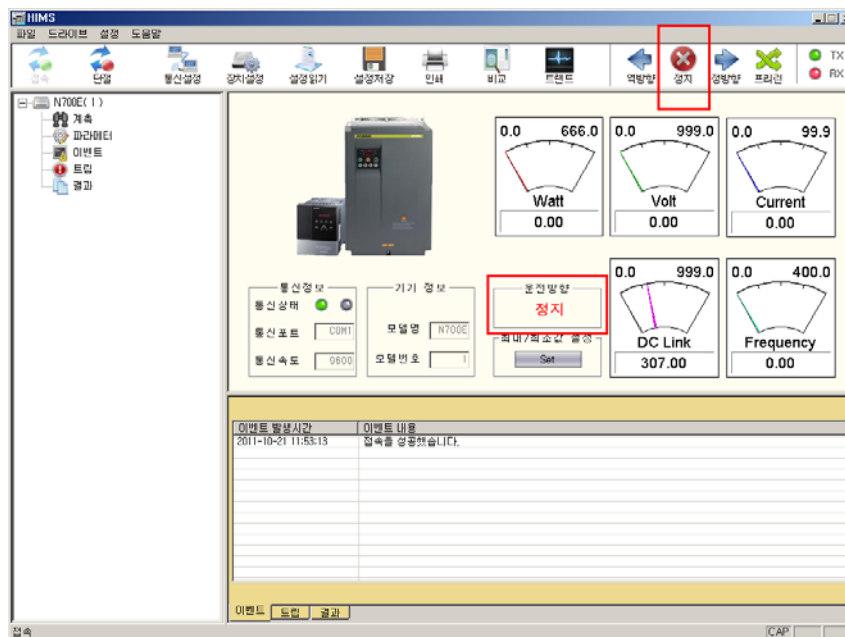 HIMS
파일 드라이브 설정 도움말
접속 단절 통신설정 장치설정 설정읽기 설정저장 인쇄 비교 트랜드 역방향 정지 정방향 프리런 TX
RX
N700E( 1 )
계측
파라메터
이벤트
트립
결과
0.0 666.0 0.0 999.0 0.0 99.9
Watt Volt Current
0.00 0.00 0.00
통신정보
통신상태
통신포트 COM1
통신속도 9600
기기 정보
모델명 N700E
모델번호 1
운전방향
정지
최대/최소값 설정
Set
0.0 999.0 0.0 400.0
DC Link Frequency
307.00 0.00
이벤트 발생시간 이벤트 내용
2011-10-21 11:53:13 접속을 성공했습니다.
이벤트 트립 결과
접속 CAP